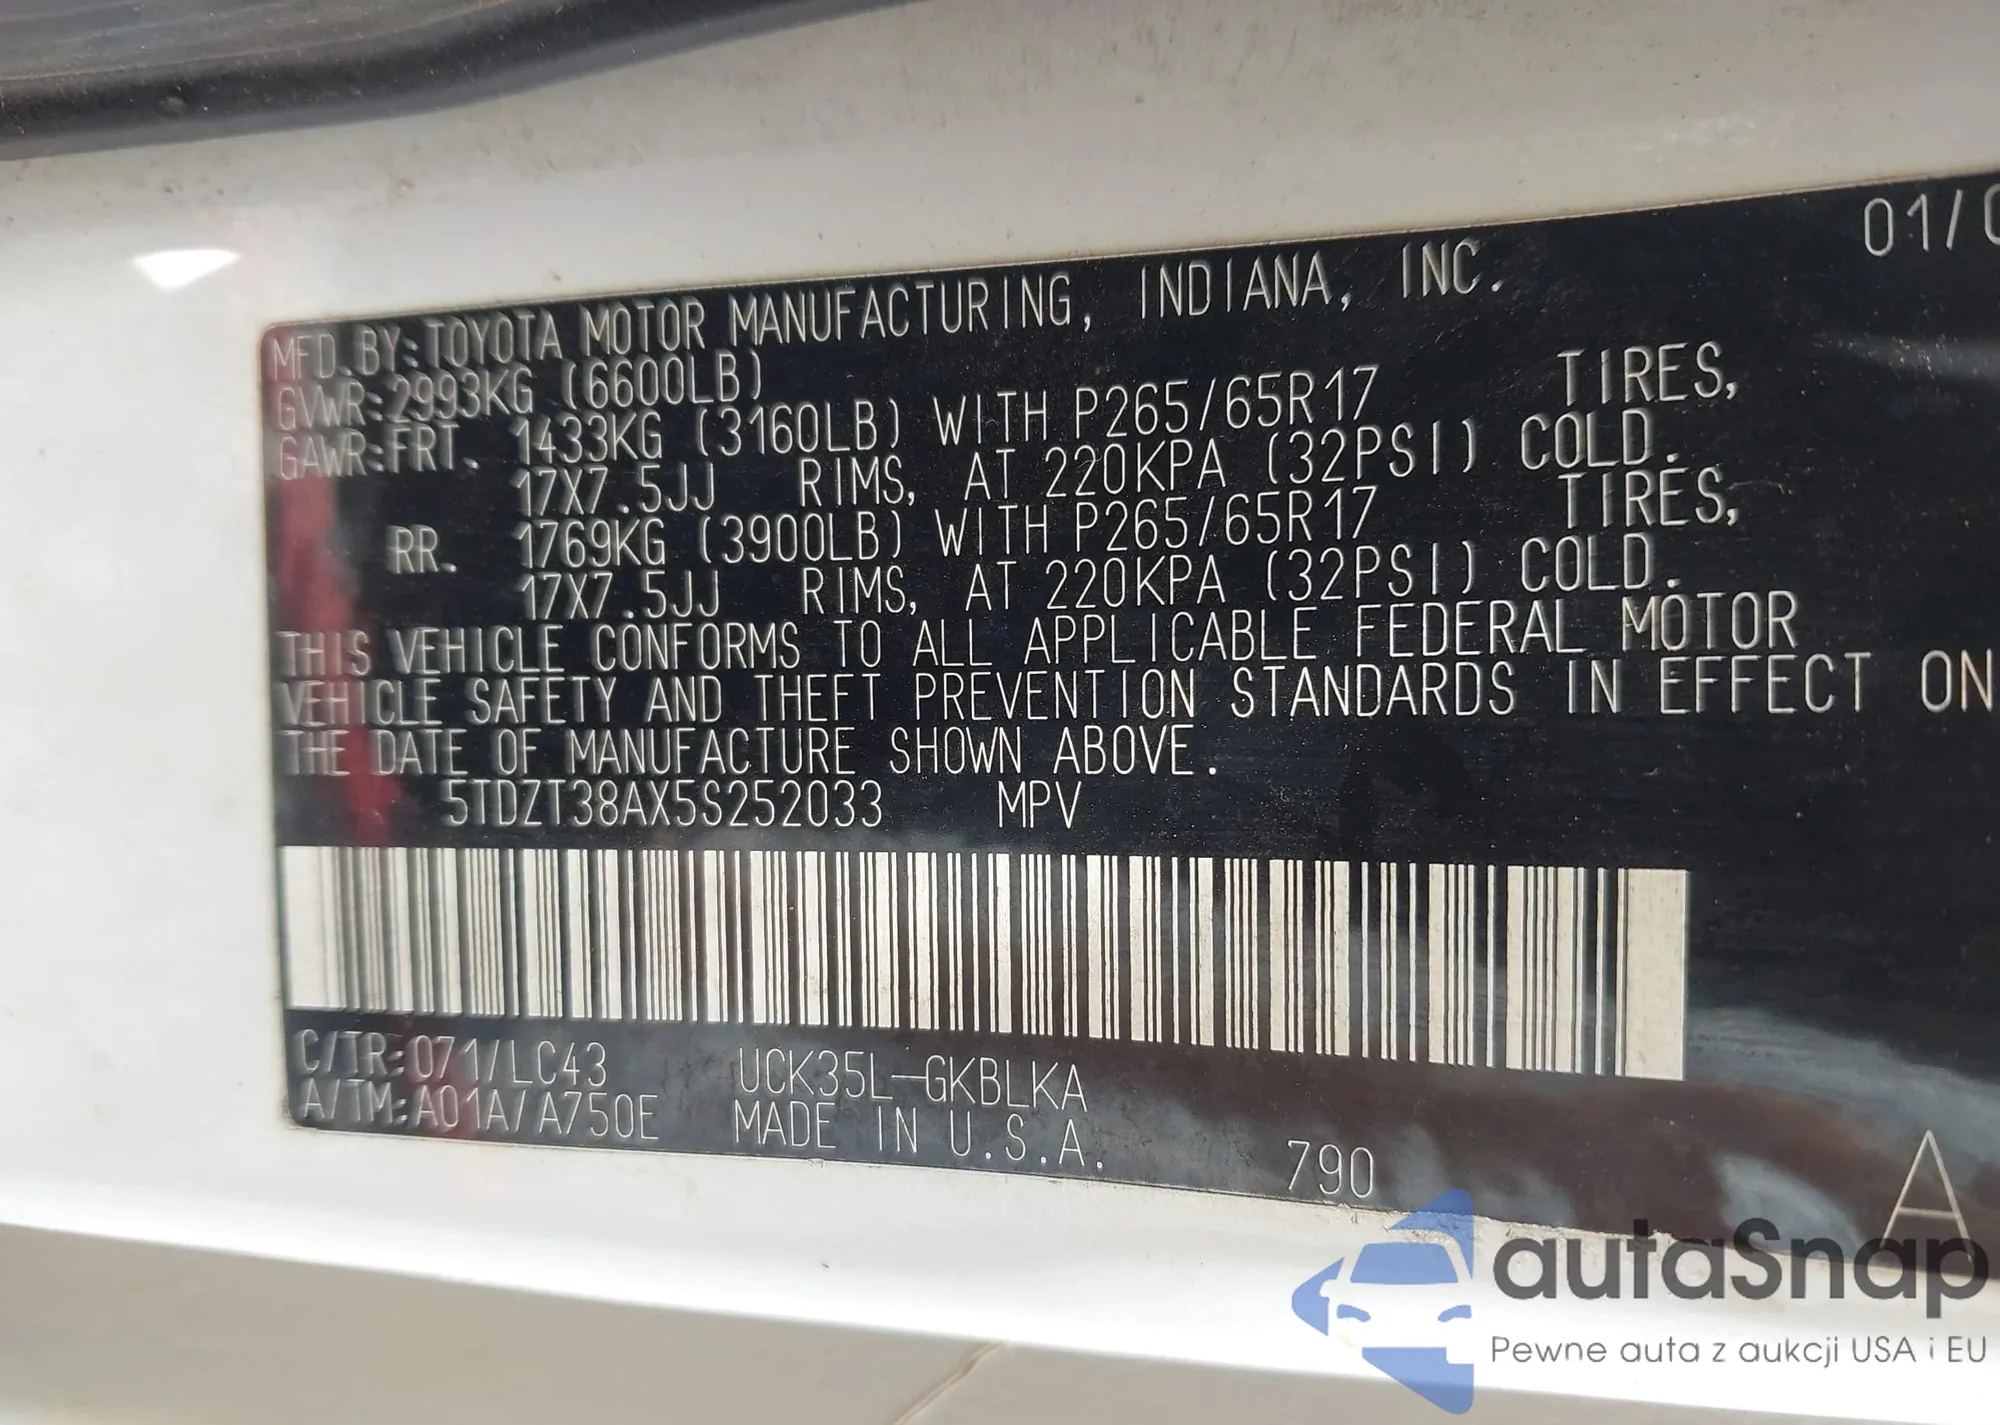 01/0
MFD.BY:TOYOTA MOTOR MANUFACTURING, INDIANA, INC.
GVWR:2993KG (6600LB)
GAWR:FRT. 1433KG (3160LB) WITH P265/65R17 TIRES,
17X7.5JJ RIMS, AT 220KPA (32PSI) COLD.
RR. 1769KG (3900LB) WITH P265/65R17 TIRES,
17X7.5JJ RIMS, AT 220KPA (32PSI) COLD.
THIS VEHICLE CONFORMS TO ALL APPLICABLE FEDERAL MOTOR
VEHICLE SAFETY AND THEFT PREVENTION STANDARDS IN EFFECT ON
THE DATE OF MANUFACTURE SHOWN ABOVE.
5TDZT38AX5S252033 MPV
C/TR:071/LC43 UCK35L-GKBLKA
A/TM:A01A/A750E MADE IN U.S.A.
790
A
autaSnap
Pewne auta z aukcji USA i EU